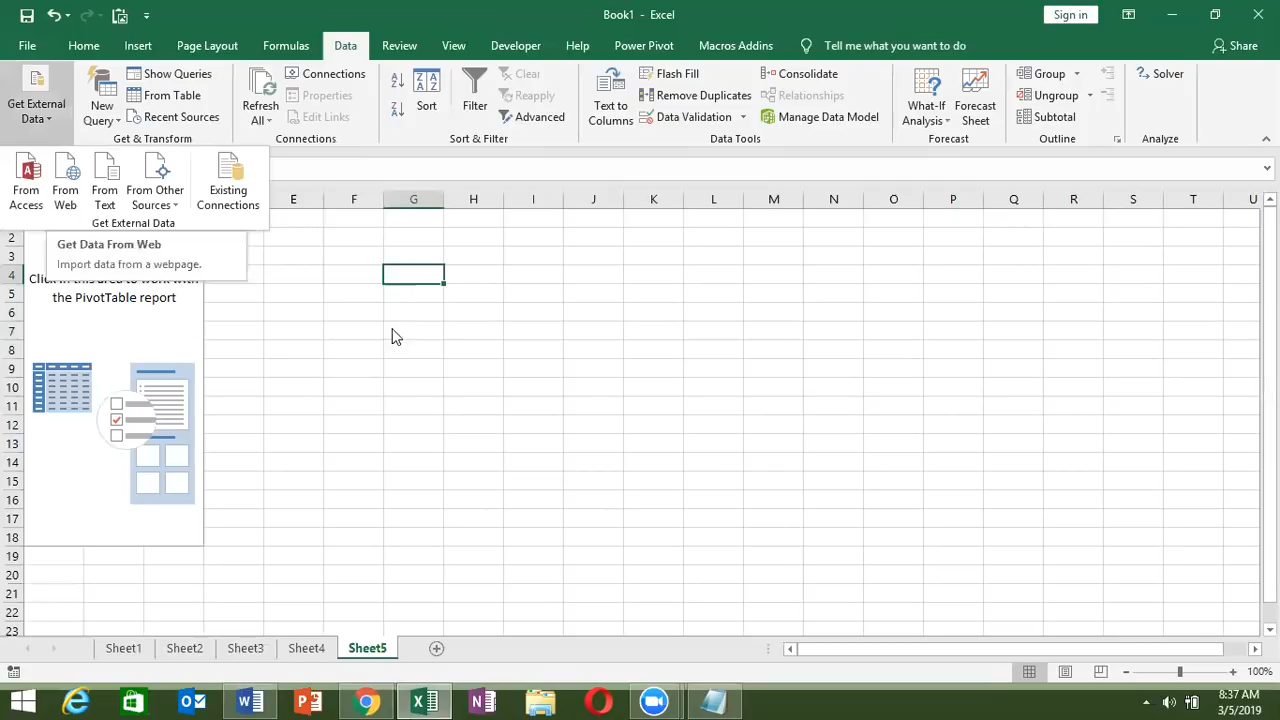 Book1 - Excel
Sign in
File Home Insert Page Layout Formulas Data Review View Developer Help Power Pivot Macros Addins Tell me what you want to do Share
Get External
Data
New
Query
Show Queries
From Table
Recent Sources
Get & Transform
Refresh
All
Connections
Properties
Edit Links
Connections
Sort
Filter
Clear
Reapply
Advanced
Sort & Filter
Text to
Columns
Flash Fill
Remove Duplicates
Data Validation
Consolidate
Relationships
Manage Data Model
Data Tools
What-If
Analysis
Forecast
Sheet
Forecast
Group
Ungroup
Subtotal
Outline
Solver
Analyze
From
Access
From
Web
From
Text
From Other
Sources
Existing
Connections
Get External Data
Get Data From Web
Import data from a webpage.
E F G H I J K L M N O P Q R S T U
2
3
4
5
6
7
8
9
10
11
12
13
14
15
16
17
18
19
20
21
22
23
Click in this area to work with
the PivotTable report
Sheet1 Sheet2 Sheet3 Sheet4 Sheet5
100%
8:37 AM
3/5/2019